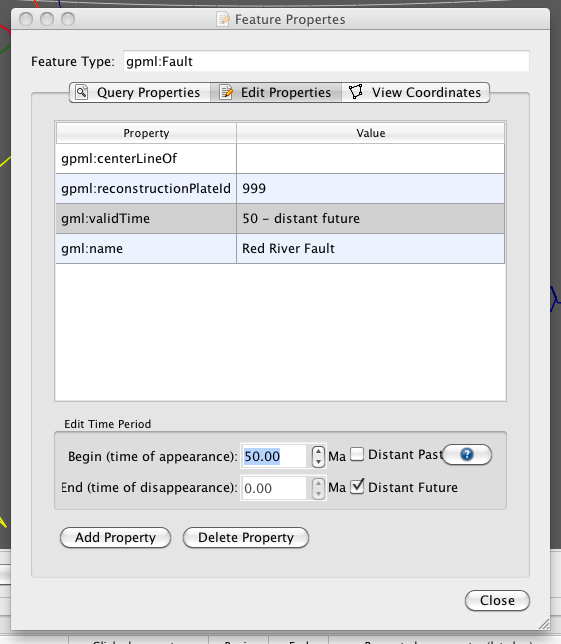 Feature Propertes
Feature Type: gpml:Fault
Query Properties Edit Properties View Coordinates
Property Value
gpml:centerLineOf
gpml:reconstructionPlateId 999
gml:validTime 50 - distant future
gml:name Red River Fault
Edit Time Period
Begin (time of appearance): 50.00 Ma Distant Past ?
End (time of disappearance): 0.00 Ma Distant Future
Add Property Delete Property
Close